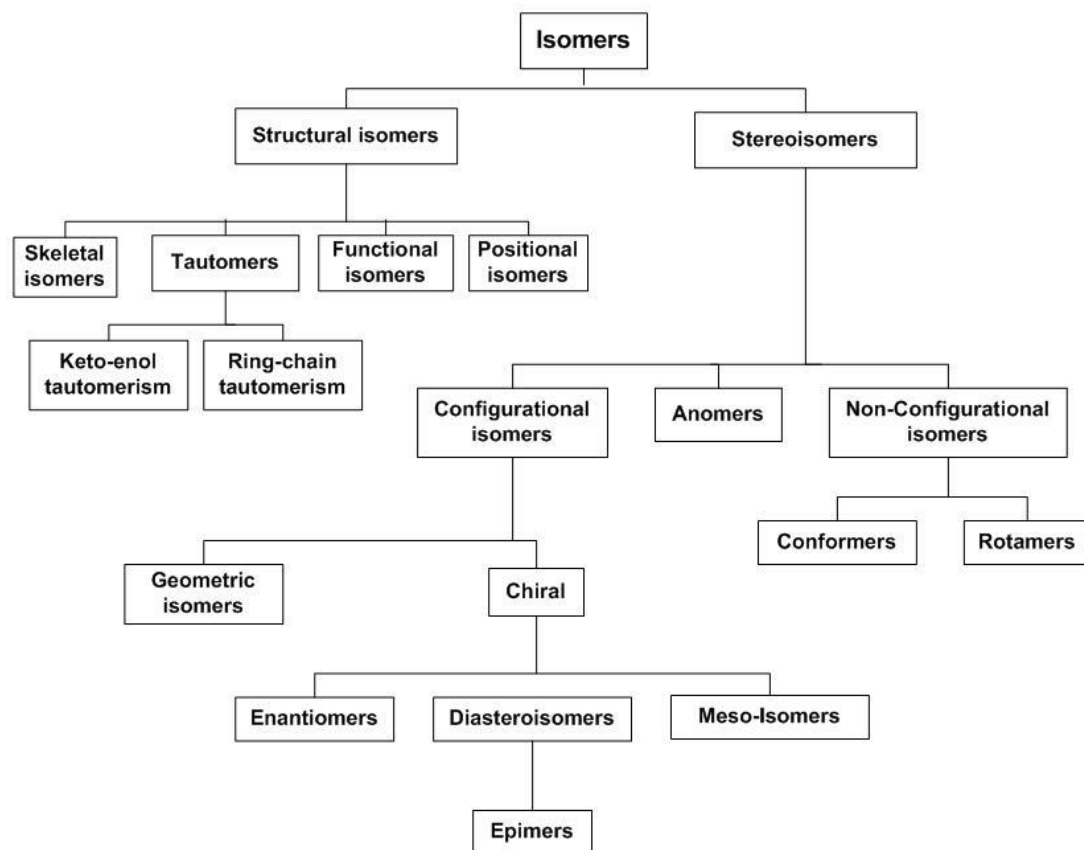 Isomers
Structural isomers
Stereoisomers
Skeletal
isomers
Tautomers
Functional
isomers
Positional
isomers
Keto-enol
tautomerism
Ring-chain
tautomerism
Configurational
isomers
Anomers
Non-Configurational
isomers
Conformers
Rotamers
Geometric
isomers
Chiral
Enantiomers
Diasteroisomers
Meso-Isomers
Epimers